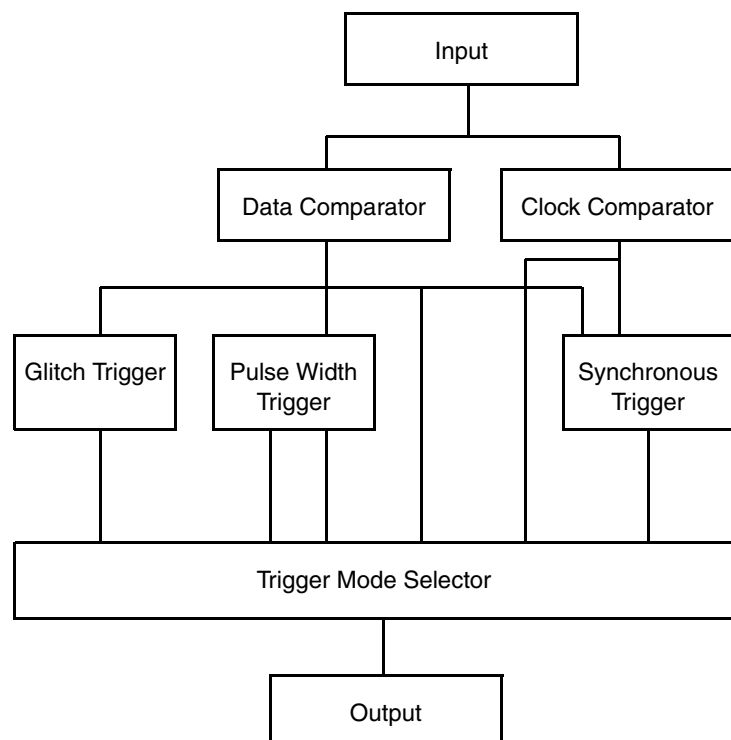 Input
Data Comparator
Clock Comparator
Glitch Trigger
Pulse Width
Trigger
Synchronous
Trigger
Trigger Mode Selector
Output